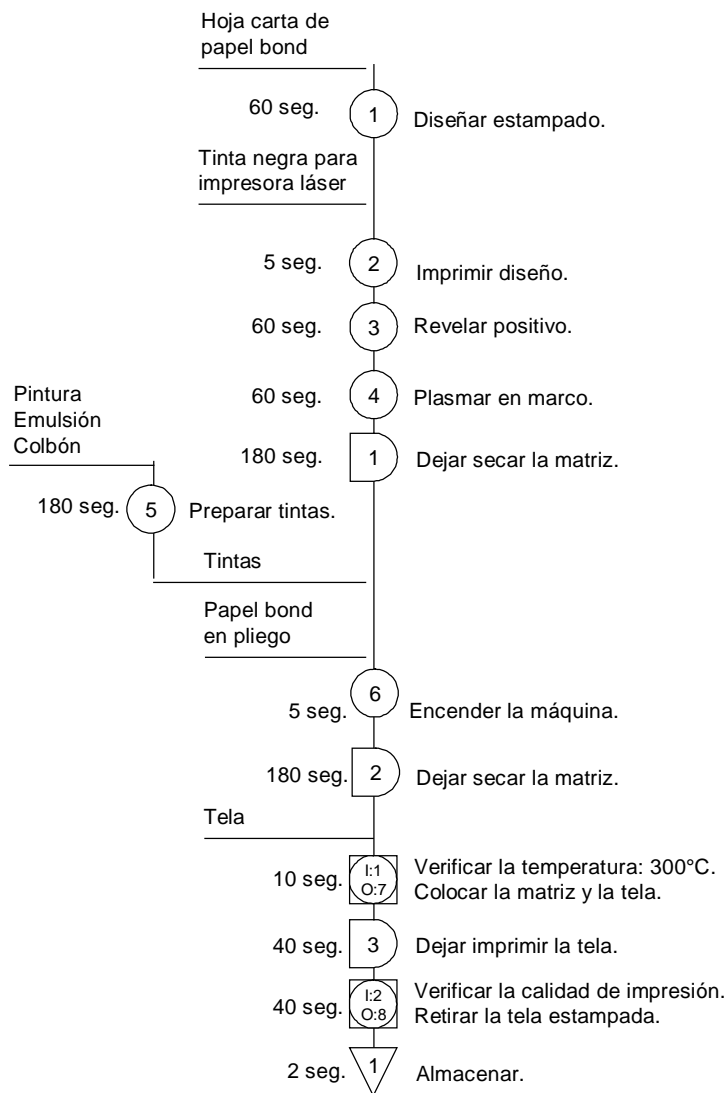 Hoja carta de
papel bond
60 seg.
1
Diseñar estampado.
Tinta negra para
impresora láser
5 seg.
2
Imprimir diseño.
60 seg.
3
Revelar positivo.
60 seg.
4
Plasmar en marco.
180 seg.
1
Dejar secar la matriz.
Pintura
Emulsión
Colbón
180 seg.
5
Preparar tintas.
Tintas
Papel bond
en pliego
5 seg.
6
Encender la máquina.
180 seg.
2
Dejar secar la matriz.
Tela
10 seg.
I:1
O:7
Verificar la temperatura: 300°C.
Colocar la matriz y la tela.
40 seg.
3
Dejar imprimir la tela.
40 seg.
I:2
O:8
Verificar la calidad de impresión.
Retirar la tela estampada.
2 seg.
1
Almacenar.